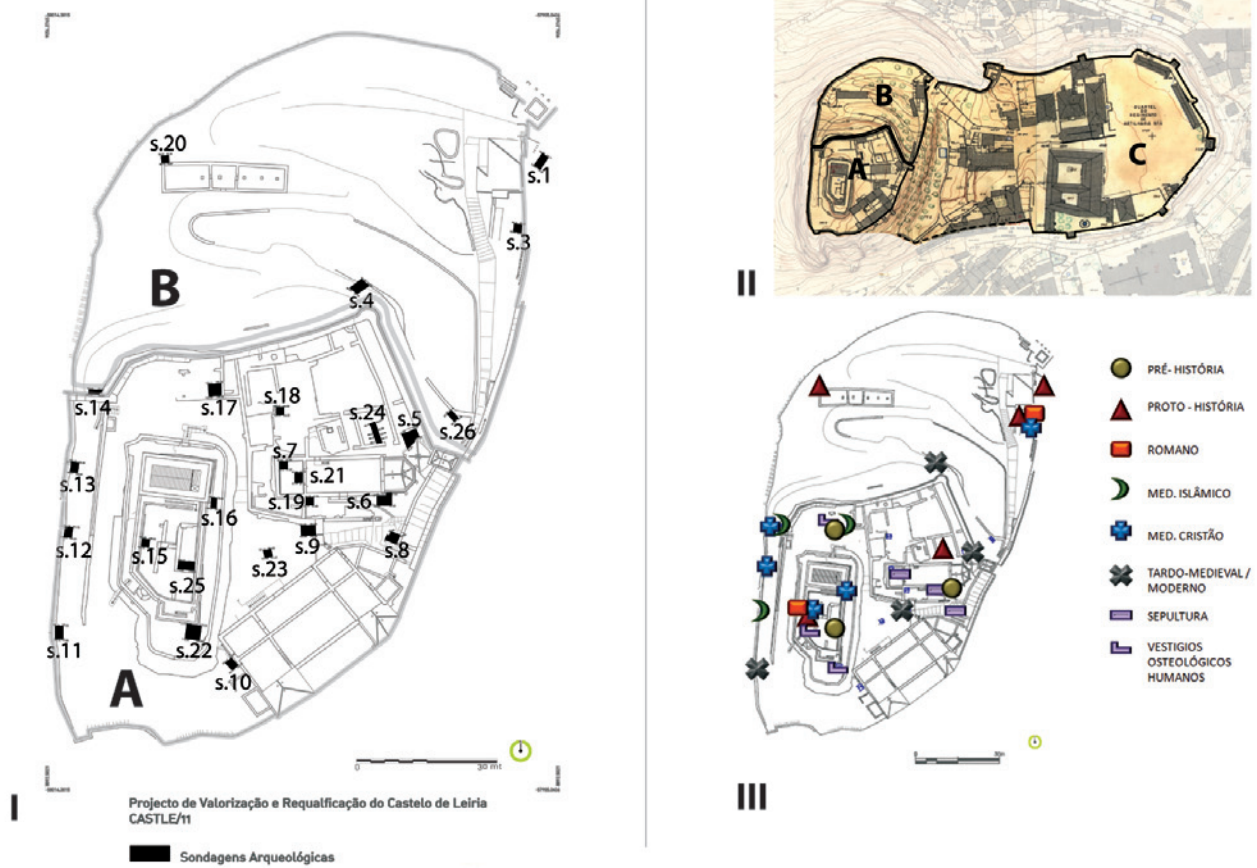 s.20
s.1
s.3
B
s.4
s.14
s.17
s.18
s.24
s.5
s.26
s.7
s.21
s.13
s.19
s.6
s.16
s.12
s.9
s.8
s.15
s.23
s.25
s.11
s.22
s.10
A
0 30 mt
I
Projecto de Valorização e Requalficação do Castelo de Leiria
CASTLE/11
Sondagens Arqueológicas
B
A
C
II
PRÉ- HISTÓRIA
PROTO - HISTÓRIA
ROMANO
MED. ISLÂMICO
MED. CRISTÃO
TARDO-MEDIEVAL /
MODERNO
SEPULTURA
VESTIGIOS
OSTEOLÓGICOS
HUMANOS
III